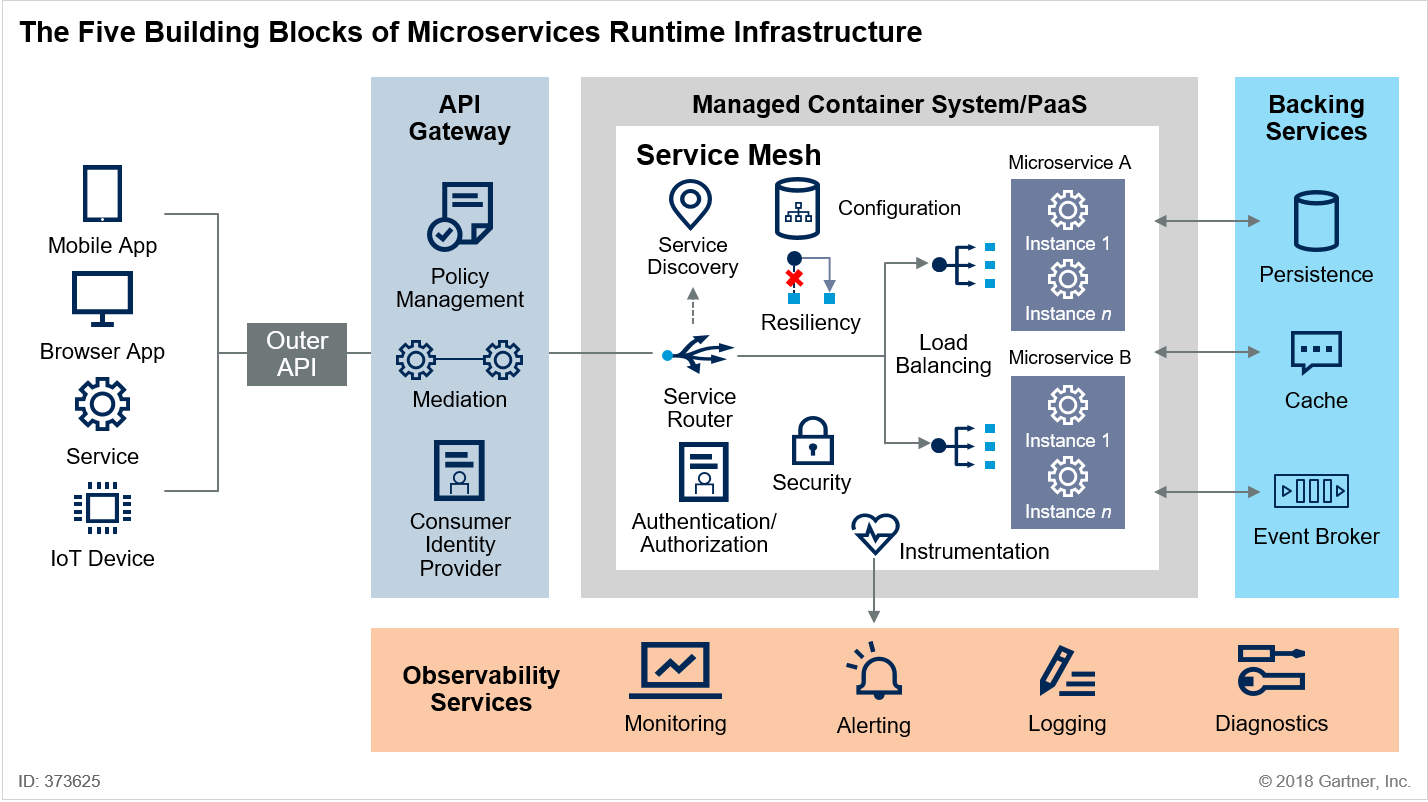 The Five Building Blocks of Microservices Runtime Infrastructure
Mobile App
Browser App
Service
IoT Device
Outer
API
API
Gateway
Policy
Management
Mediation
Consumer
Identity
Provider
Managed Container System/PaaS
Service Mesh
Service
Discovery
Configuration
Resiliency
Service
Router
Load
Balancing
Authentication/
Authorization
Security
Instrumentation
Microservice A
Instance 1
Instance n
Microservice B
Instance 1
Instance n
Backing
Services
Persistence
Cache
Event Broker
Observability
Services
Monitoring
Alerting
Logging
Diagnostics
ID: 373625
© 2018 Gartner, Inc.